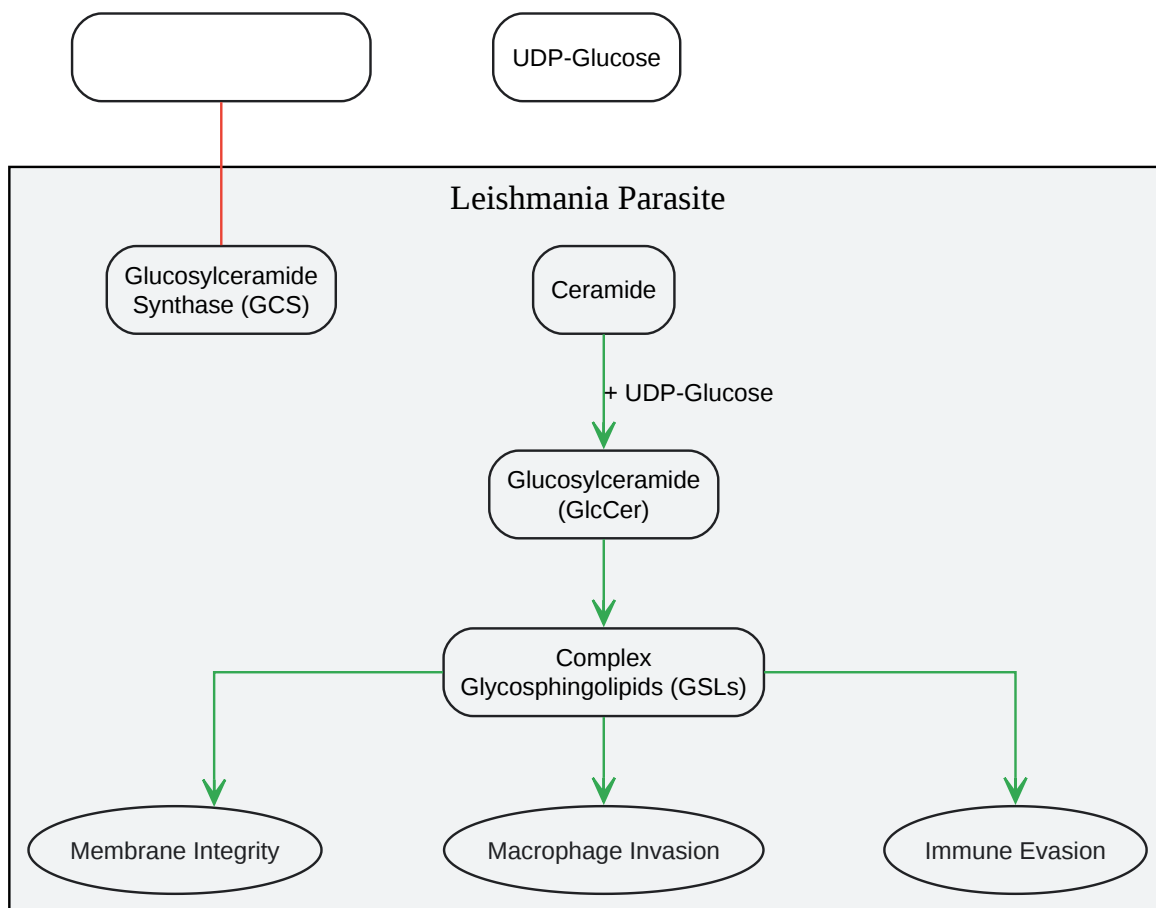 UDP-Glucose
Leishmania Parasite
Glucosylceramide
Synthase (GCS)
Ceramide
+ UDP-Glucose
Glucosylceramide
(GlcCer)
Complex
Glycosphingolipids (GSLs)
Membrane Integrity
Macrophage Invasion
Immune Evasion